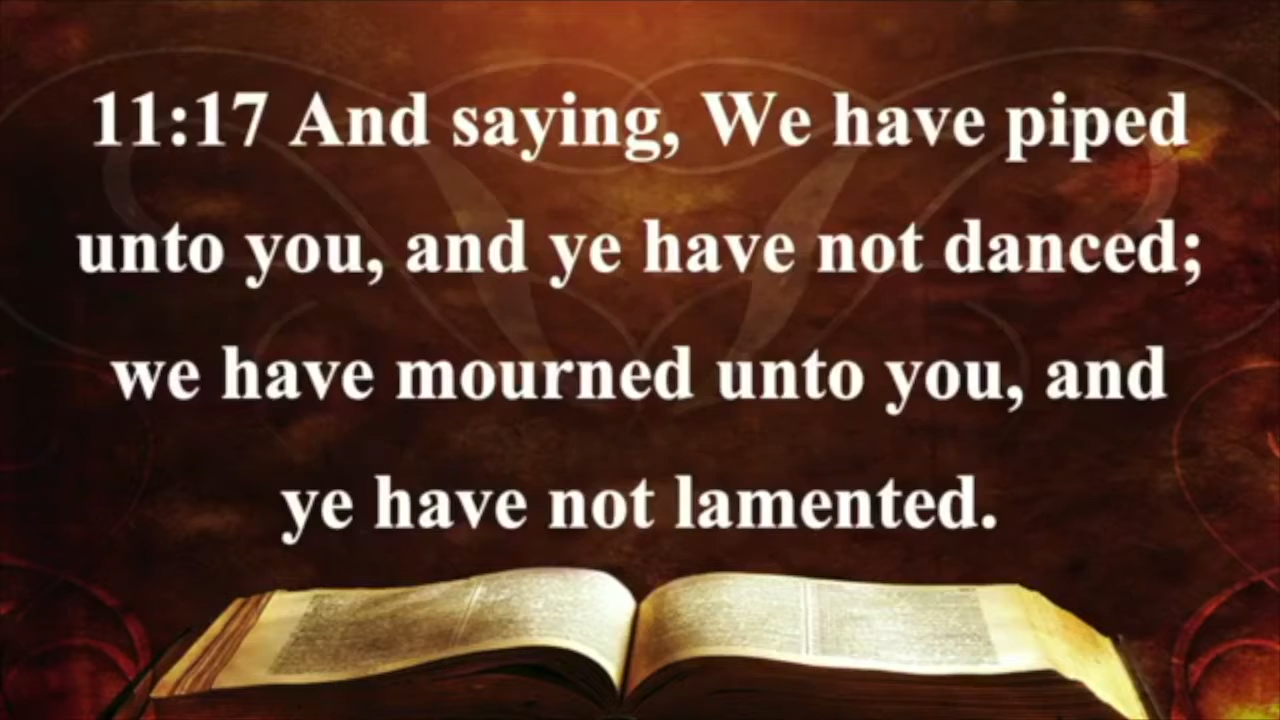 11:17 And saying, We have piped
unto you, and ye have not danced;
we have mourned unto you, and
ye have not lamented.